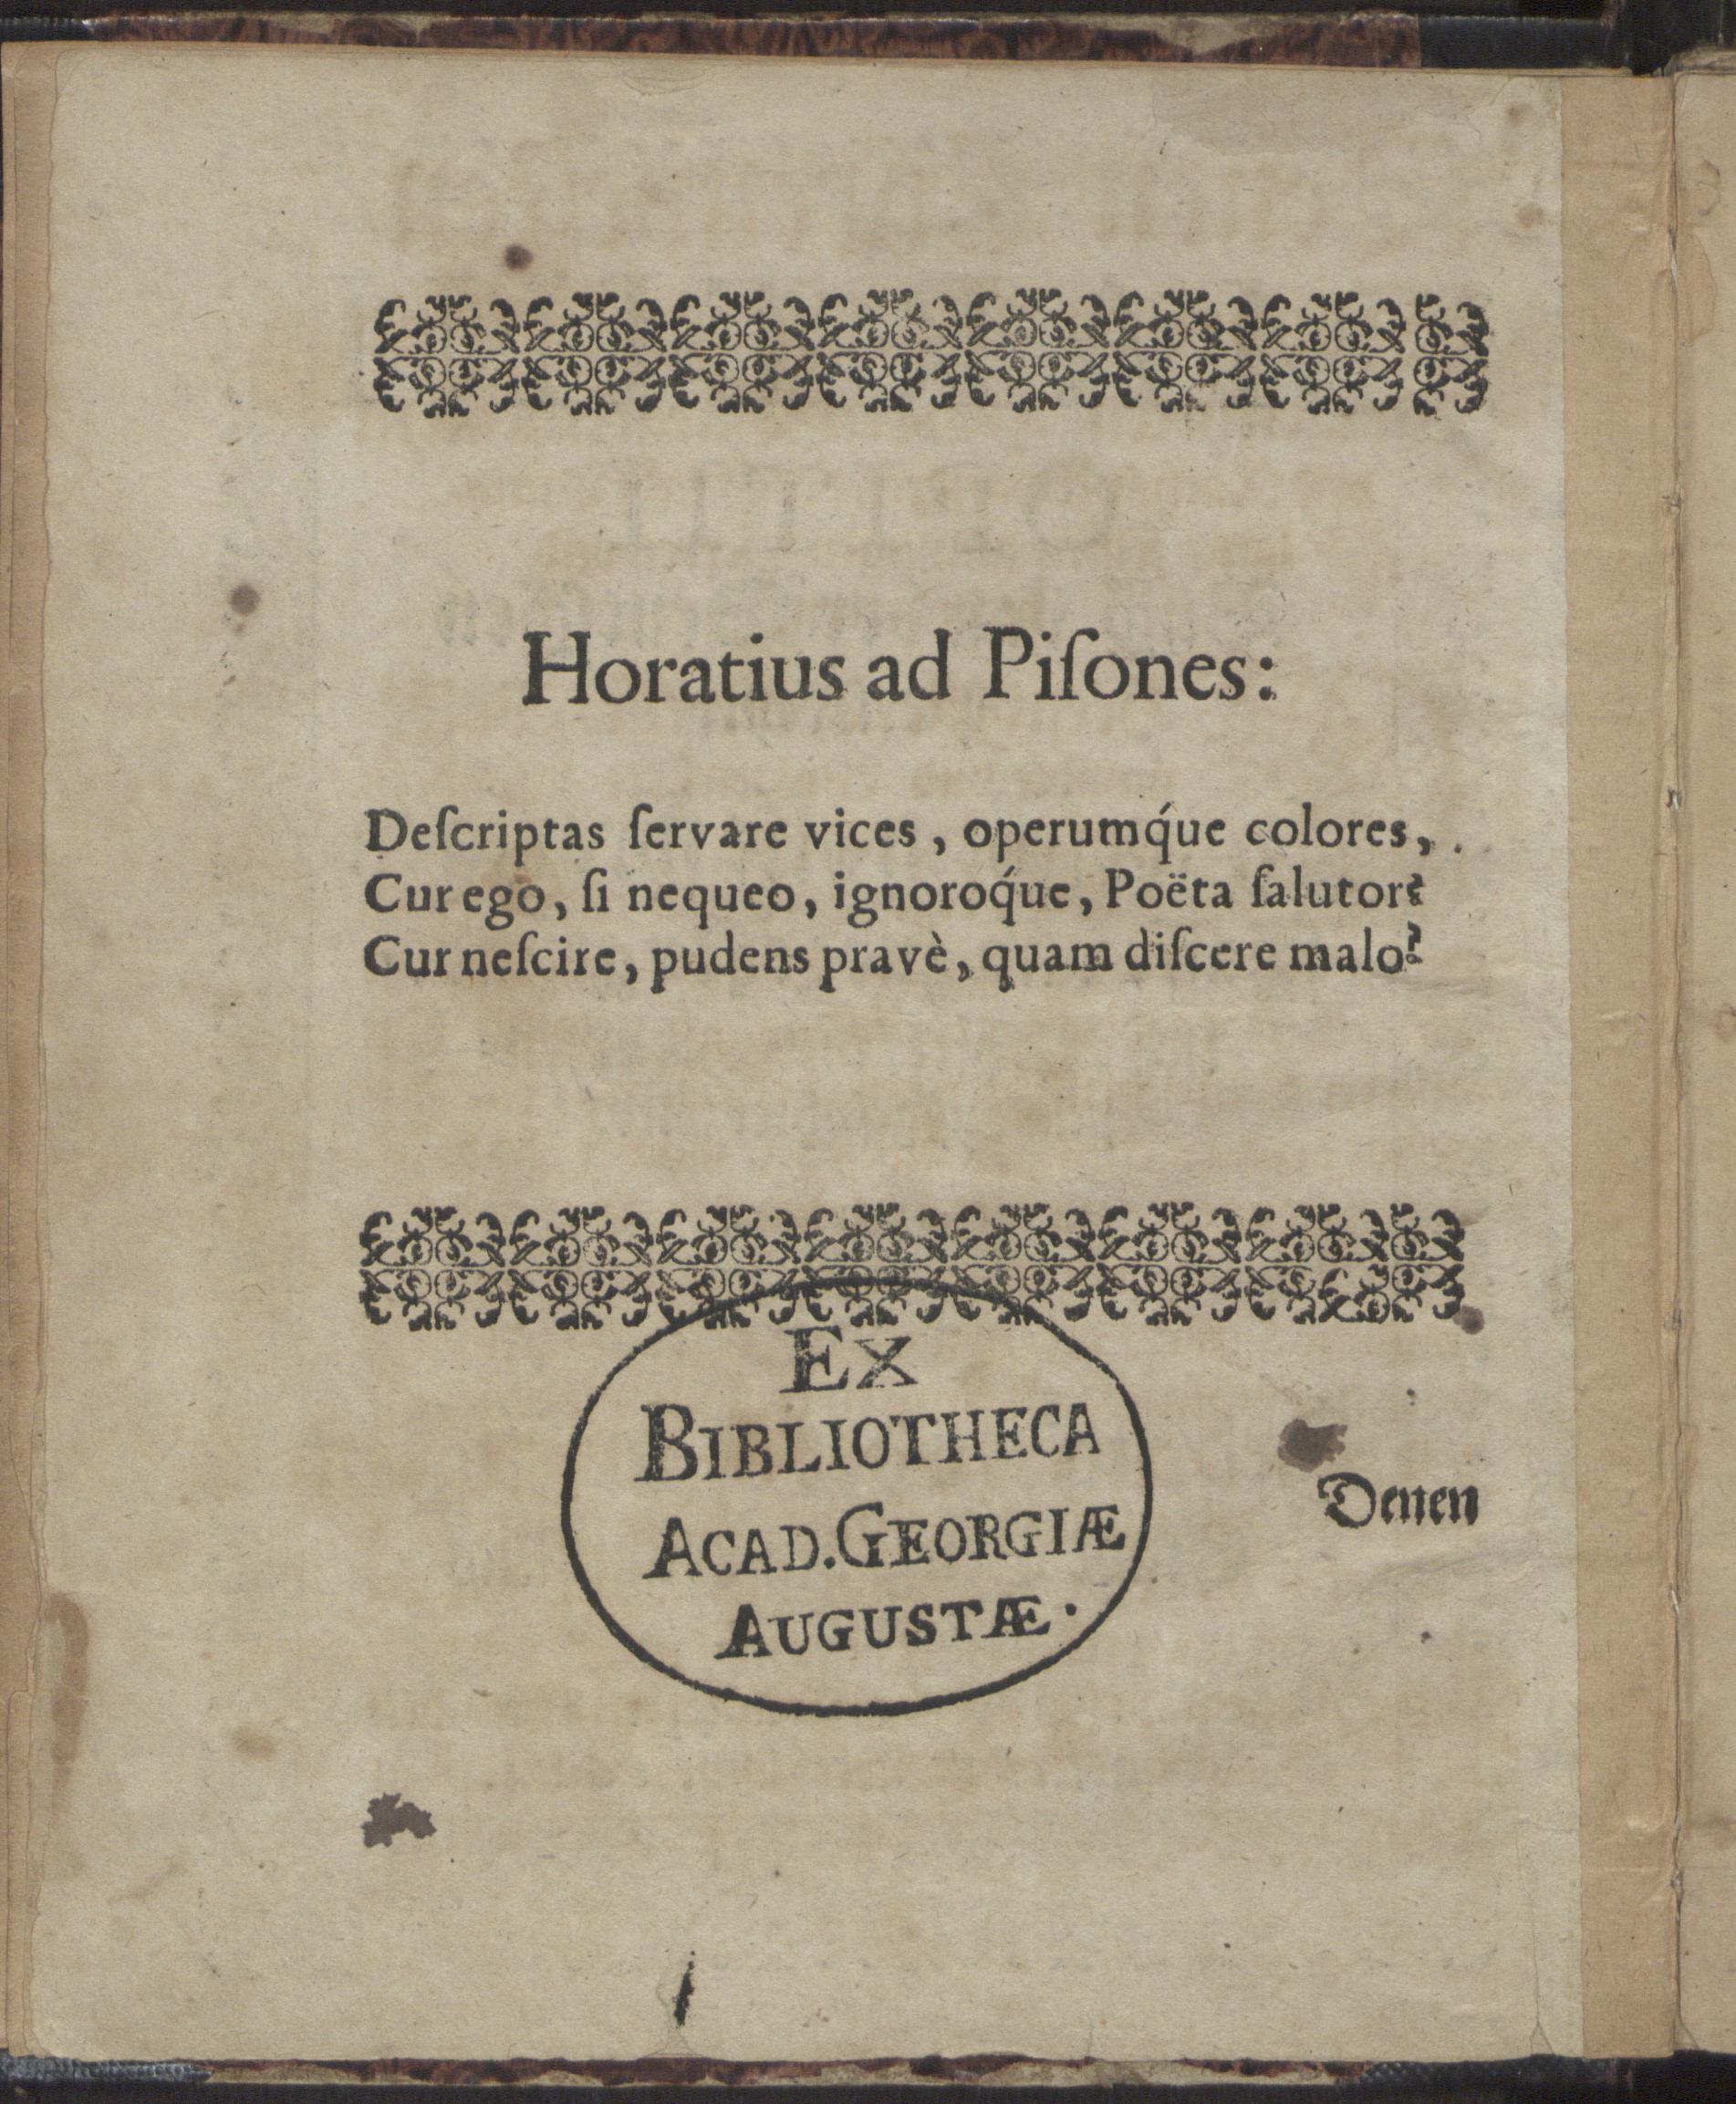 Horatius ad Piſones:
Deſcriptas ſervare vices, operumq́ue colores,
Cur ego, ſi nequeo, ignoroq́ue, Poëta ſalutor?
Cur neſcire, pudens pravè, quam diſcere malo?
Ex
BIBLIOTHECA
ACAD. GEORGIÆ
AUGUSTÆ.
Denen